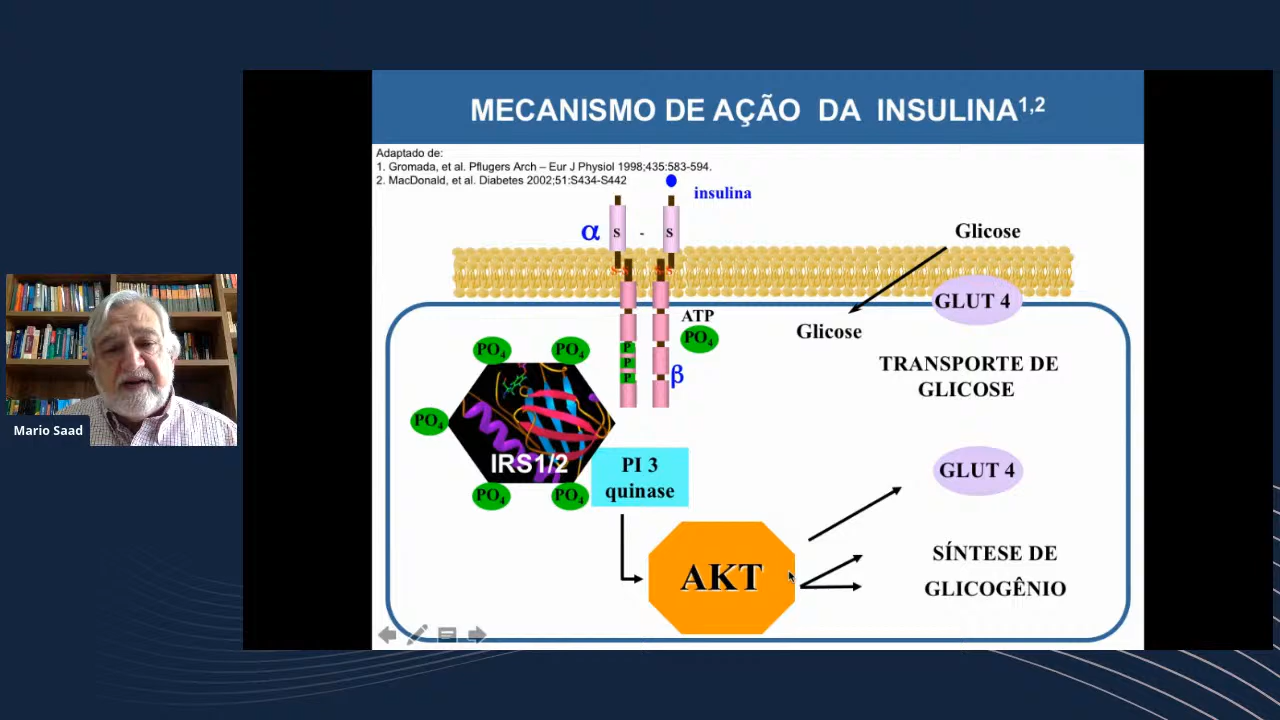 MECANISMO DE AÇÃO DA INSULINA1,2
Adaptado de:
1. Gromada, et al. Pflugers Arch – Eur J Physiol 1998;435:583-594.
2. MacDonald, et al. Diabetes 2002;51:S434-S442
insulina
α
S - S
Glicose
S-S
S-S
GLUT 4
ATP
PO4
Glicose
PO4
PO4
P
P
P
β
TRANSPORTE DE
GLICOSE
PO4
Mario Saad
IRS1/2
PI 3
quinase
GLUT 4
PO4
PO4
AKT
SÍNTESE DE
GLICOGÊNIO